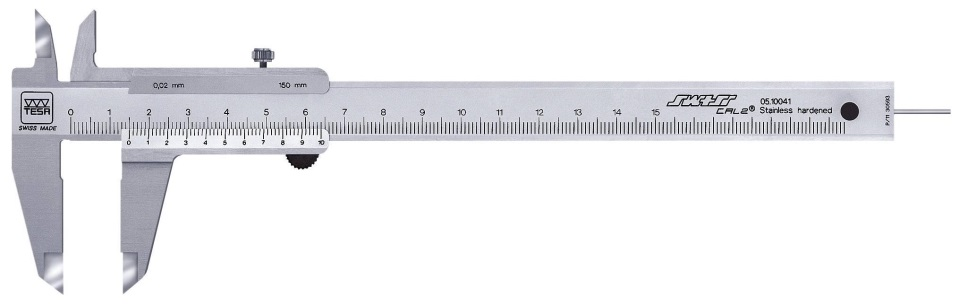 0,02 mm 150 mm
TESA
SWISS MADE
0 1 2 3 4 5 6 7 8 9 10 11 12 13 14 15
SWISS CAL2® 05.10041
Stainless hardened
0 1 2 3 4 5 6 7 8 9 10